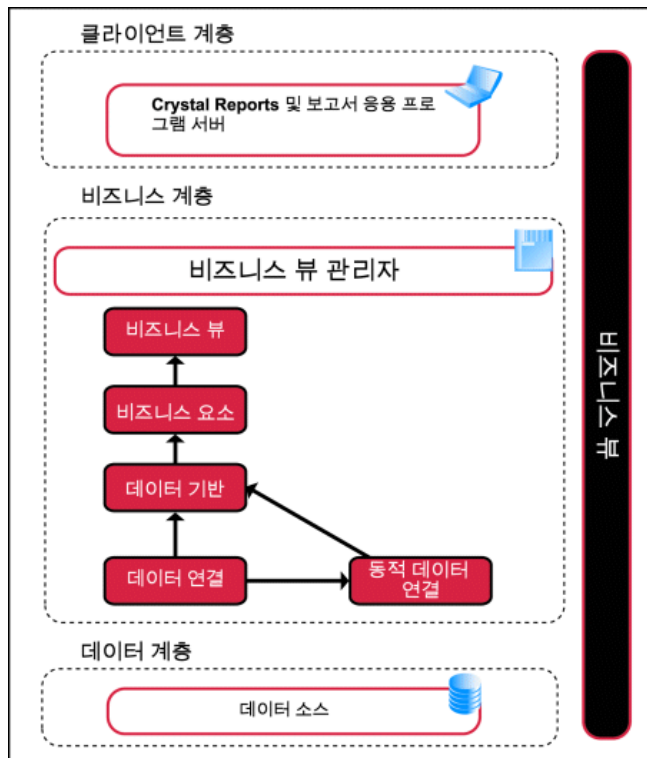 클라이언트 계층
Crystal Reports 및 보고서 응용 프로
그램 서버
비즈니스 계층
비즈니스 뷰 관리자
비즈니스 뷰
비즈니스 요소
데이터 기반
데이터 연결
동적 데이터
연결
데이터 계층
데이터 소스
비즈니스 뷰